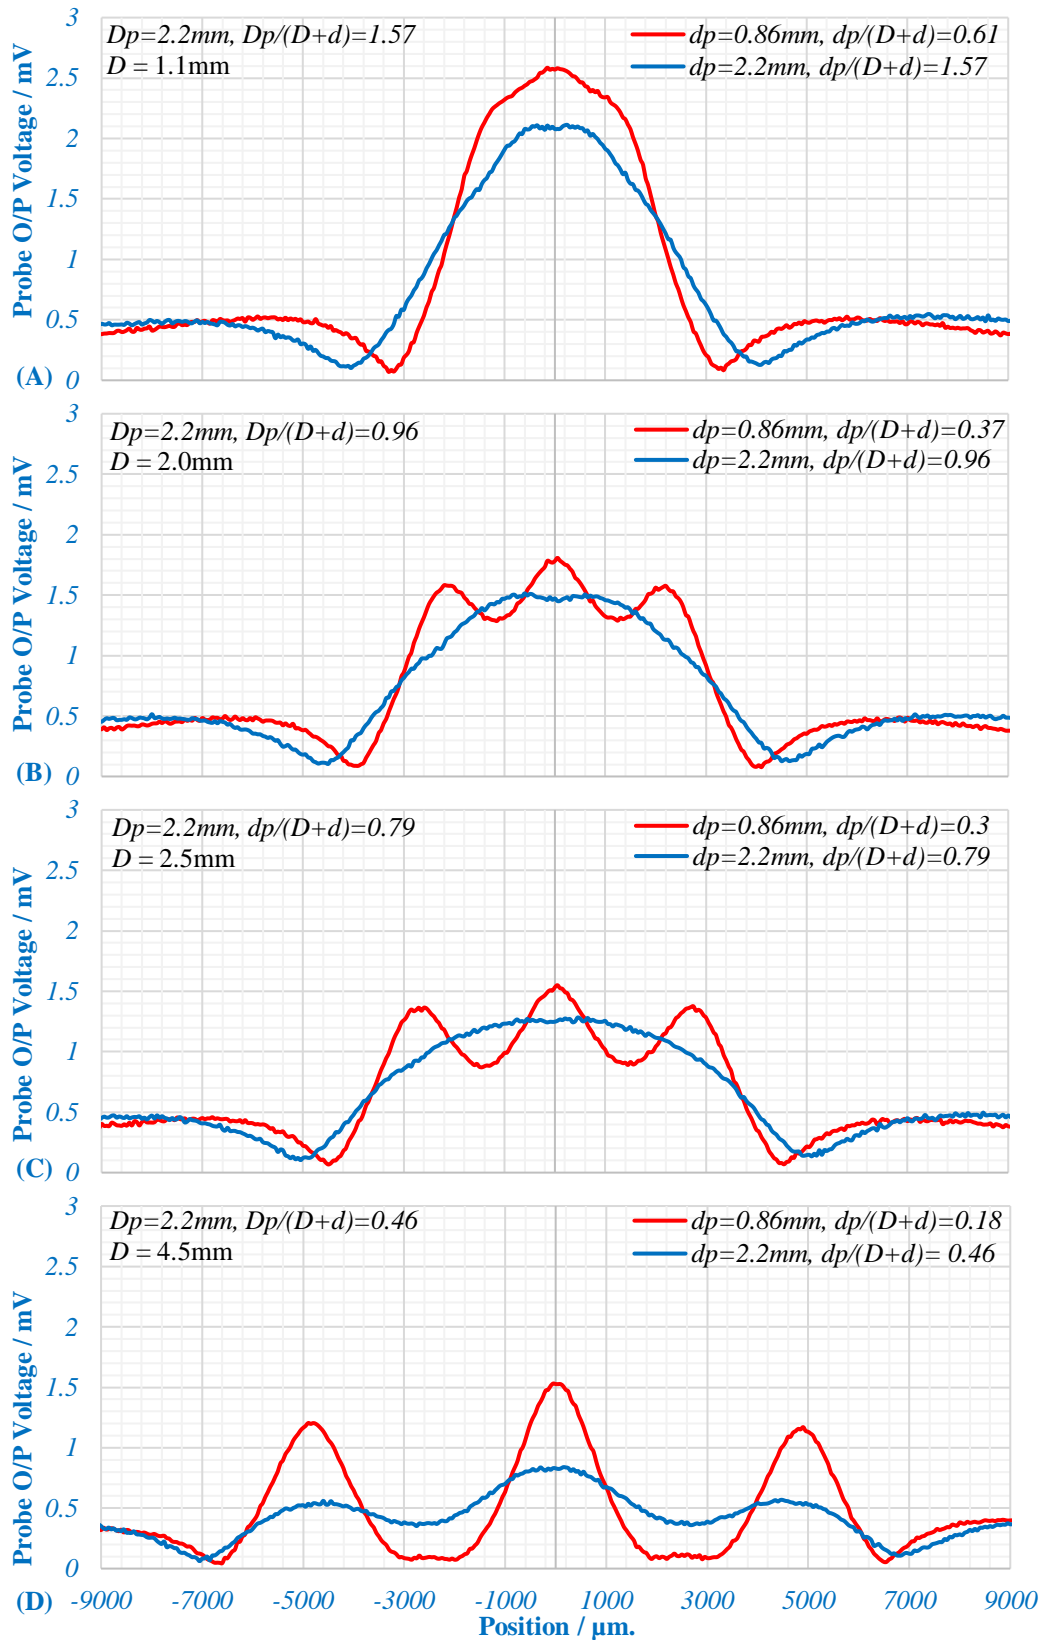 3
Dp=2.2mm, Dp/(D+d)=1.57
dp=0.86mm, dp/(D+d)=0.61
D = 1.1mm
dp=2.2mm, dp/(D+d)=1.57
2.5
2
1.5
1
0.5
0
Probe O/P Voltage / mV
(A)
3
Dp=2.2mm, Dp/(D+d)=0.96
dp=0.86mm, dp/(D+d)=0.37
D = 2.0mm
dp=2.2mm, dp/(D+d)=0.96
2.5
2
1.5
1
0.5
0
Probe O/P Voltage / mV
(B)
3
Dp=2.2mm, dp/(D+d)=0.79
dp=0.86mm, dp/(D+d)=0.3
D = 2.5mm
dp=2.2mm, dp/(D+d)=0.79
2.5
2
1.5
1
0.5
0
Probe O/P Voltage / mV
(C)
3
Dp=2.2mm, Dp/(D+d)=0.46
dp=0.86mm, dp/(D+d)=0.18
D = 4.5mm
dp=2.2mm, dp/(D+d)= 0.46
2.5
2
1.5
1
0.5
0
Probe O/P Voltage / mV
(D)
-9000 -7000 -5000 -3000 -1000 1000 3000 5000 7000 9000
Position / µm.